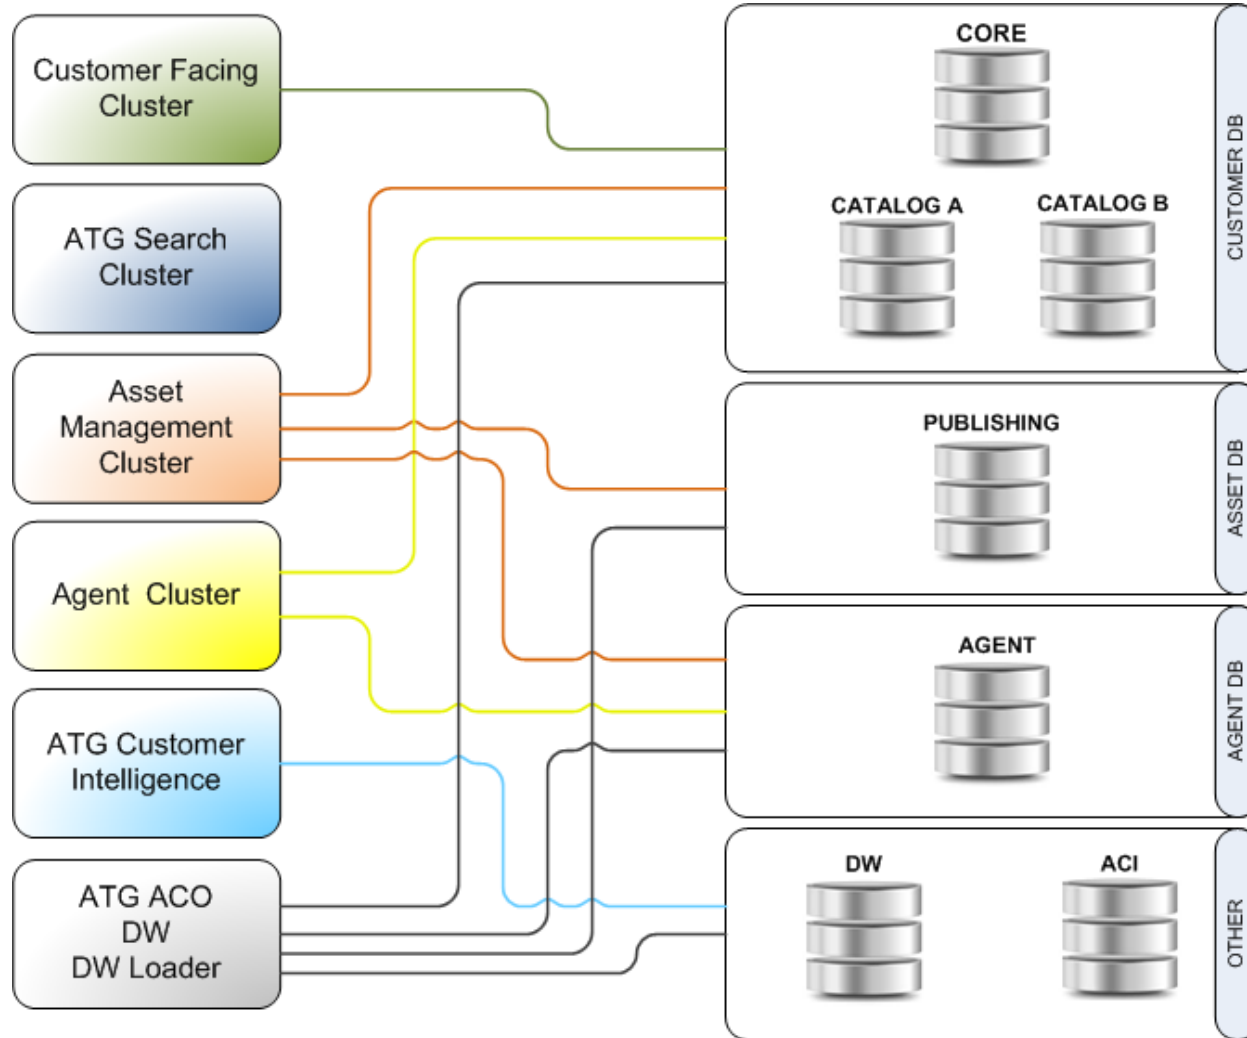 Customer Facing
Cluster
ATG Search
Cluster
Asset
Management
Cluster
Agent Cluster
ATG Customer
Intelligence
ATG ACO
DW
DW Loader
CORE
CATALOG A
CATALOG B
CUSTOMER DB
PUBLISHING
ASSET DB
AGENT
AGENT DB
DW
ACI
OTHER